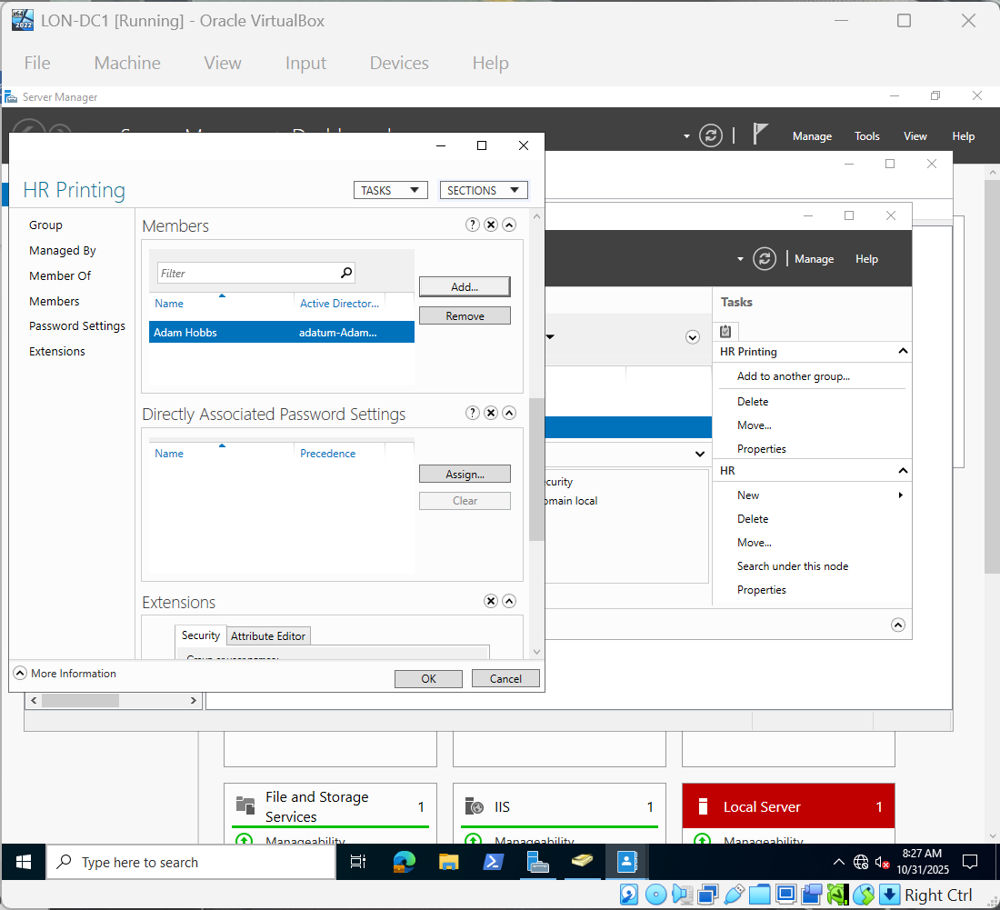 LON-DC1 [Running] - Oracle VirtualBox
File Machine View Input Devices Help
Server Manager
Manage Tools View Help
HR Printing
TASKS
SECTIONS
Group
Managed By
Member Of
Members
Password Settings
Extensions
Members
Filter
Name Active Director...
Adam Hobbs adatum-Adam...
Add...
Remove
Directly Associated Password Settings
Name Precedence
Assign...
Clear
Extensions
Security Attribute Editor
Group or user names:
More Information
OK Cancel
Manage Help
Tasks
HR Printing
Add to another group...
Delete
Move...
Properties
HR
New
Delete
Move...
Search under this node
Properties
curity
omain local
File and Storage Services 1
Manageability
IIS 1
Manageability
Local Server 1
Manageability
Type here to search
8:27 AM
10/31/2025
Right Ctrl